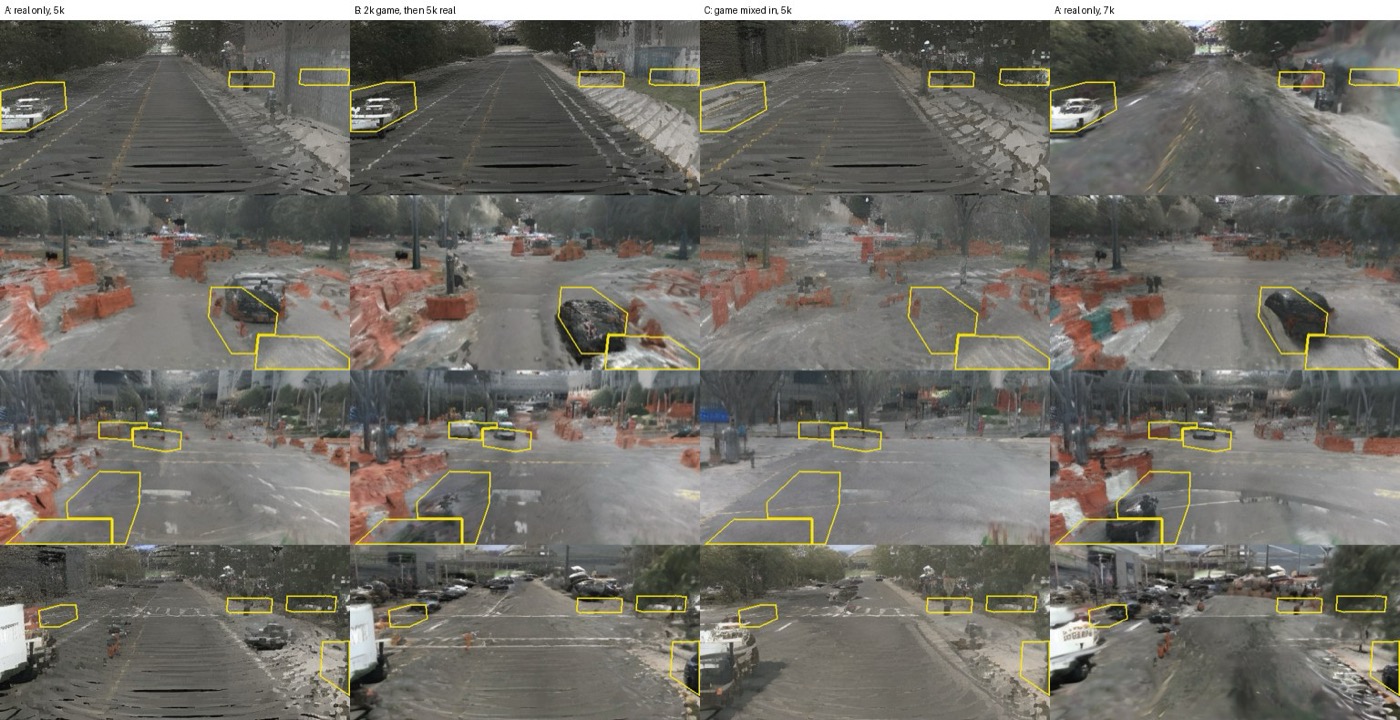 A: real only, 5k
B: 2k game, then 5k real
C: game mixed in, 5k
A: real only, 7k